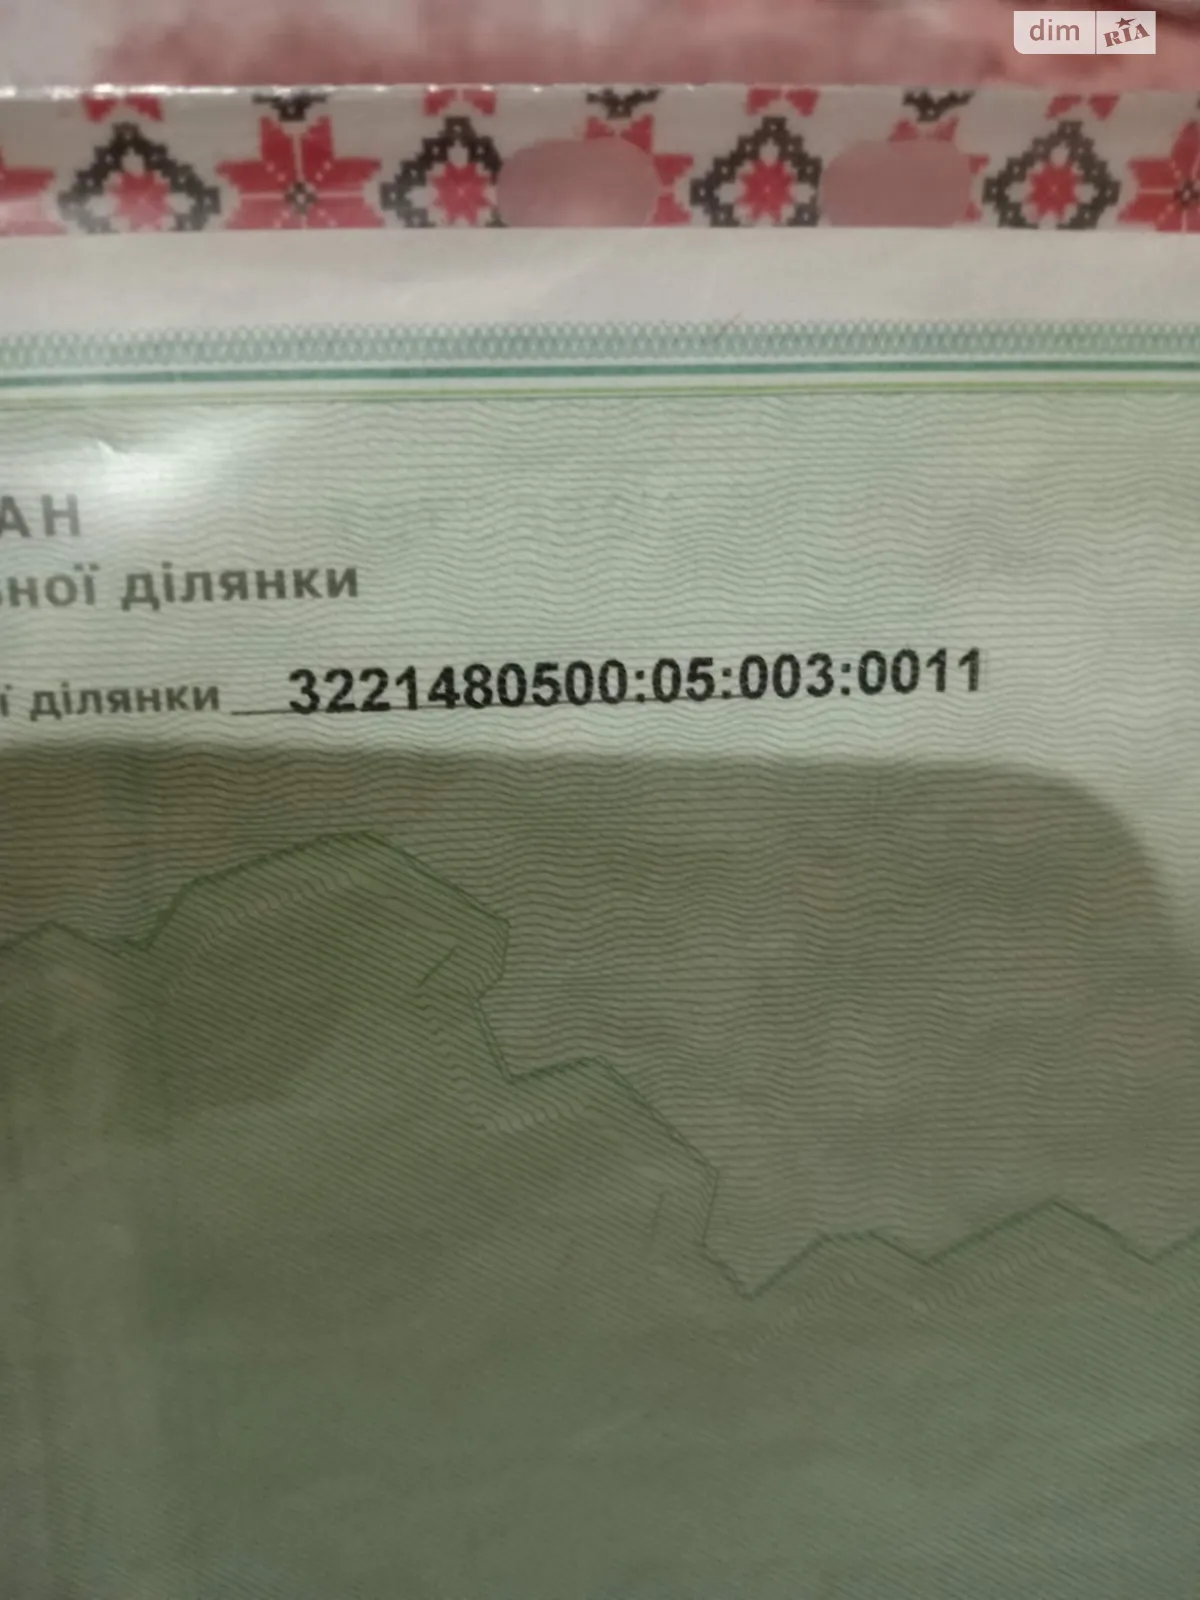 dim RIA
АН
ної ділянки
ї ділянки 3221480500:05:003:0011